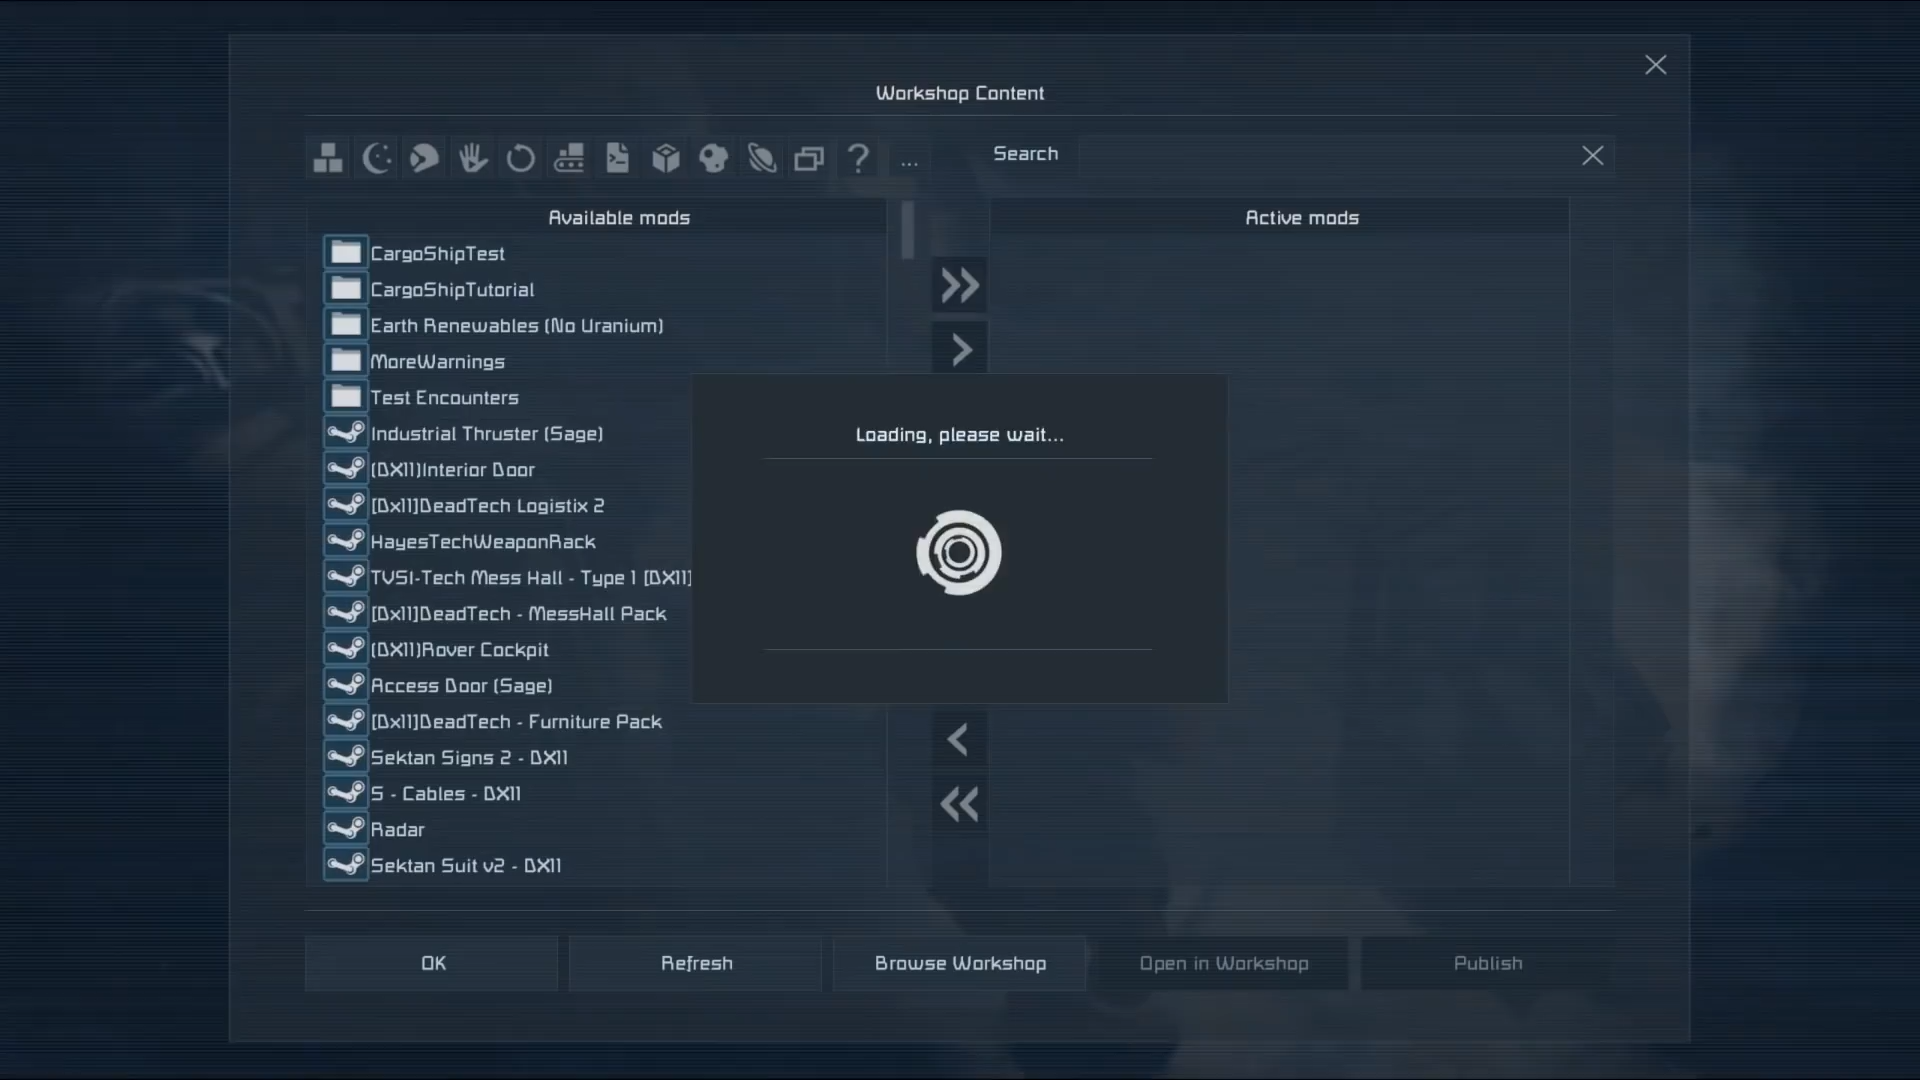 Workshop Content
...
Search
Available mods
Active mods
CargoShipTest
CargoShipTutorial
Earth Renewables (No Uranium)
MoreWarnings
Test Encounters
Industrial Thruster (Sage)
(DX11)Interior Door
[Dx11]DeadTech Logistix 2
HayesTechWeaponRack
TVSI-Tech Mess Hall - Type 1 [DX11]
[Dx11]DeadTech - MessHall Pack
(DX11)Rover Cockpit
Access Door (Sage)
[Dx11]DeadTech - Furniture Pack
Sektan Signs 2 - DX11
S - Cables - DX11
Radar
Sektan Suit v2 - DX11
Loading, please wait...
OK
Refresh
Browse Workshop
Open in Workshop
Publish